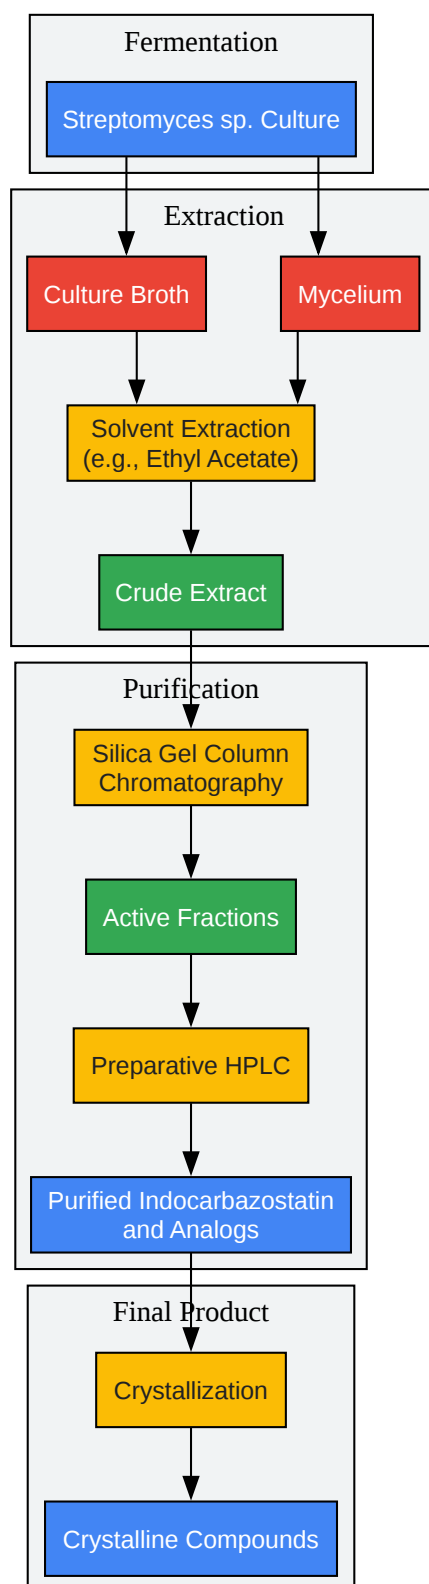 Fermentation
Streptomyces sp. Culture
Extraction
Culture Broth
Mycelium
Solvent Extraction
(e.g., Ethyl Acetate)
Crude Extract
Purification
Silica Gel Column
Chromatography
Active Fractions
Preparative HPLC
Purified Indocarbazostatin
and Analogs
Final Product
Crystallization
Crystalline Compounds